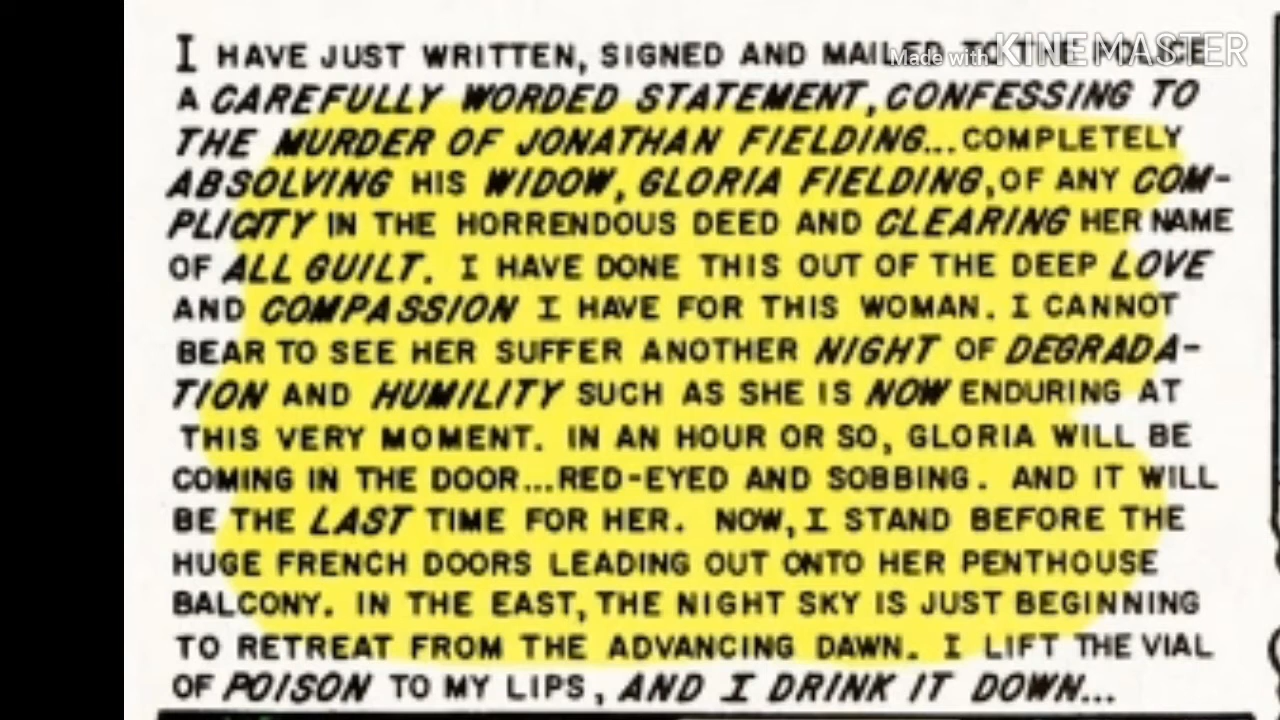 I HAVE JUST WRITTEN, SIGNED AND MAILED TO THE POLICE
Made with KINEMASTER
A CAREFULLY WORDED STATEMENT, CONFESSING TO
THE MURDER OF JONATHAN FIELDING...COMPLETELY
ABSOLVING HIS WIDOW, GLORIA FIELDING, OF ANY COM-
PLICITY IN THE HORRENDOUS DEED AND CLEARING HER NAME
OF ALL GUILT. I HAVE DONE THIS OUT OF THE DEEP LOVE
AND COMPASSION I HAVE FOR THIS WOMAN. I CANNOT
BEAR TO SEE HER SUFFER ANOTHER NIGHT OF DEGRADA-
TION AND HUMILITY SUCH AS SHE IS NOW ENDURING AT
THIS VERY MOMENT. IN AN HOUR OR SO, GLORIA WILL BE
COMING IN THE DOOR...RED-EYED AND SOBBING. AND IT WILL
BE THE LAST TIME FOR HER. NOW, I STAND BEFORE THE
HUGE FRENCH DOORS LEADING OUT ONTO HER PENTHOUSE
BALCONY. IN THE EAST, THE NIGHT SKY IS JUST BEGINNING
TO RETREAT FROM THE ADVANCING DAWN. I LIFT THE VIAL
OF POISON TO MY LIPS, AND I DRINK IT DOWN...